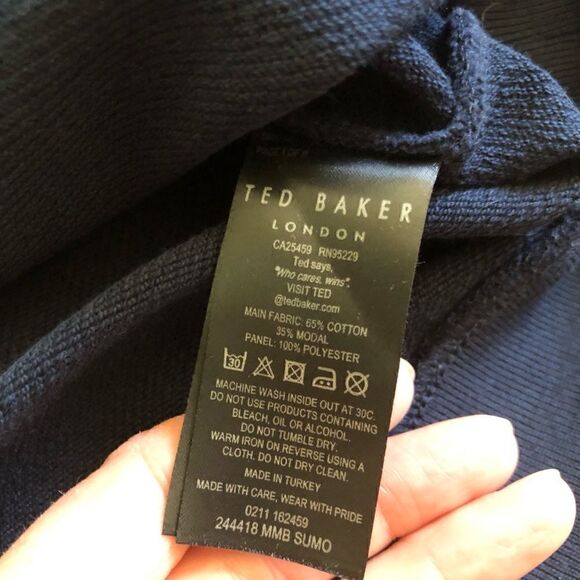 TED BAKER
LONDON
CA25459 RN95229
Ted says,
"Who cares, wins".
VISIT TED
@tedbaker.com
MAIN FABRIC: 65% COTTON
35% MODAL
PANEL: 100% POLYESTER
30
MACHINE WASH INSIDE OUT AT 30C.
DO NOT USE PRODUCTS CONTAINING
BLEACH, OIL OR ALCOHOL.
DO NOT TUMBLE DRY.
WARM IRON ON REVERSE USING A
CLOTH. DO NOT DRY CLEAN.
MADE IN TURKEY
MADE WITH CARE, WEAR WITH PRIDE
0211 162459
244418 MMB SUMO